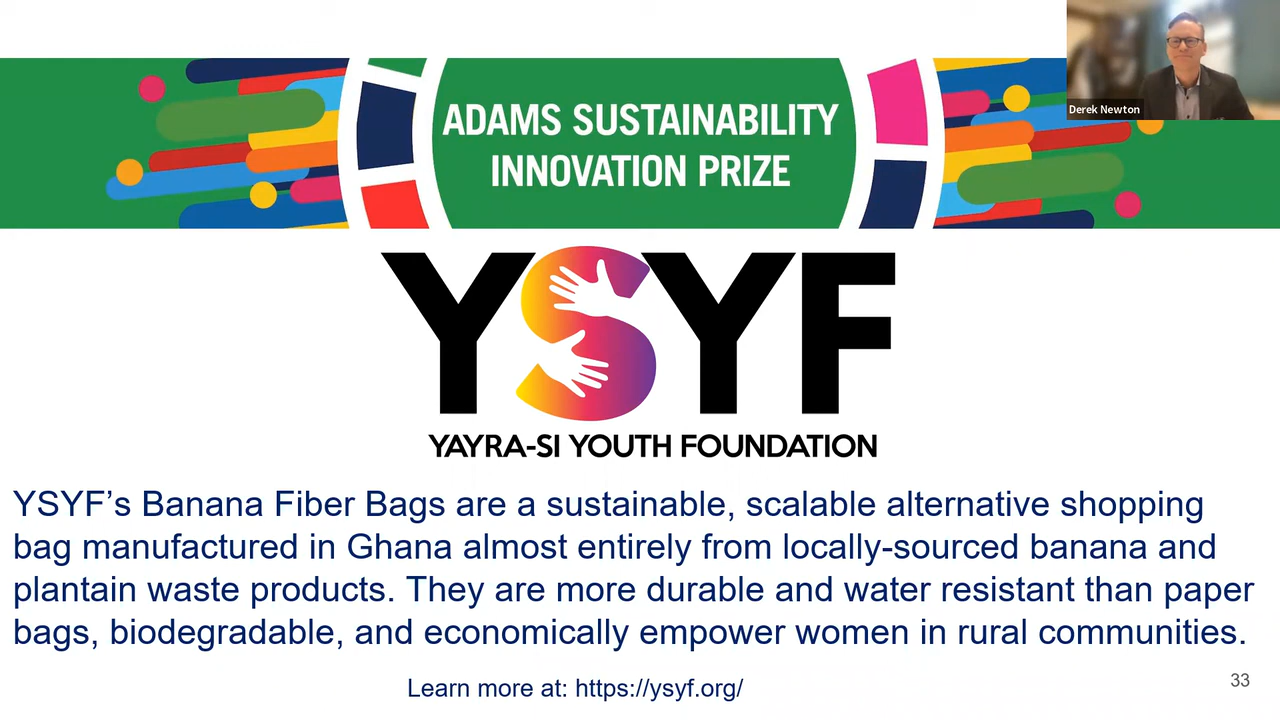 Derek Newton
ADAMS SUSTAINABILITY
INNOVATION PRIZE
YSYF
YAYRA-SI YOUTH FOUNDATION
YSYF’s Banana Fiber Bags are a sustainable, scalable alternative shopping
bag manufactured in Ghana almost entirely from locally-sourced banana and
plantain waste products. They are more durable and water resistant than paper
bags, biodegradable, and economically empower women in rural communities.
Learn more at: https://ysyf.org/
33